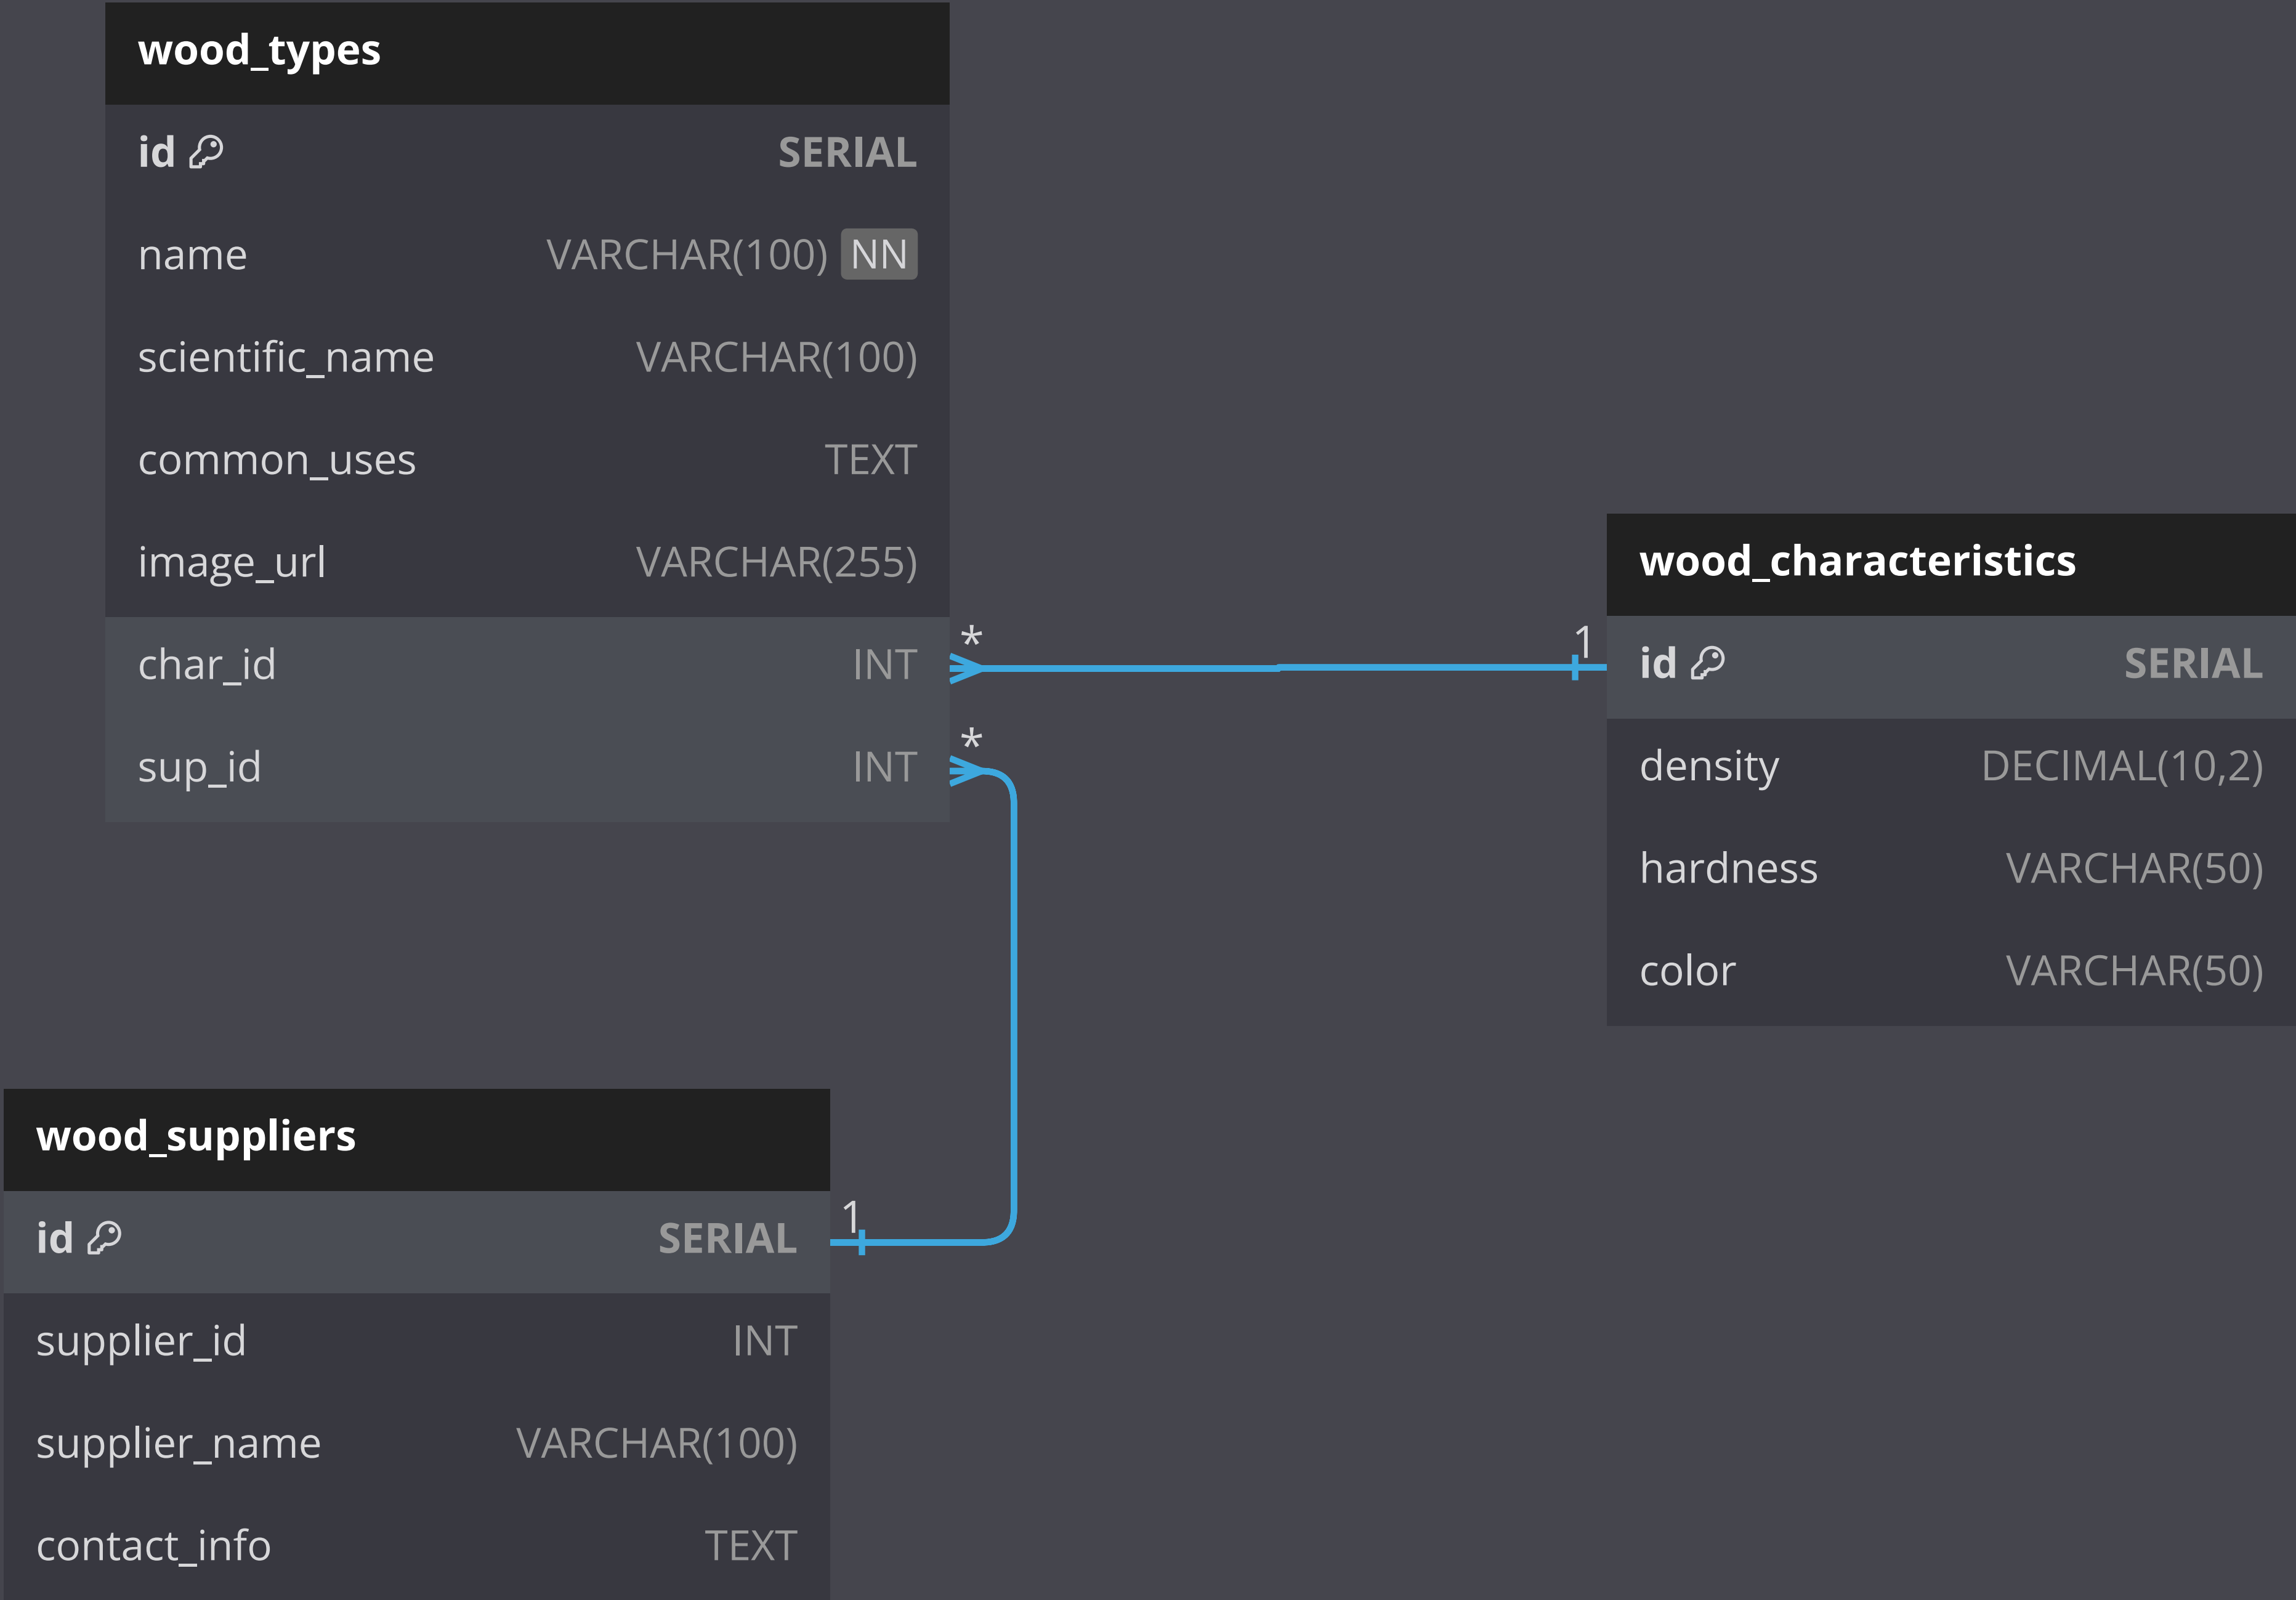 wood_types
id SERIAL
name VARCHAR(100) NN
scientific_name VARCHAR(100)
common_uses TEXT
image_url VARCHAR(255)
char_id INT
sup_id INT
*
1
*
wood_characteristics
id SERIAL
density DECIMAL(10,2)
hardness VARCHAR(50)
color VARCHAR(50)
wood_suppliers
1
id SERIAL
supplier_id INT
supplier_name VARCHAR(100)
contact_info TEXT